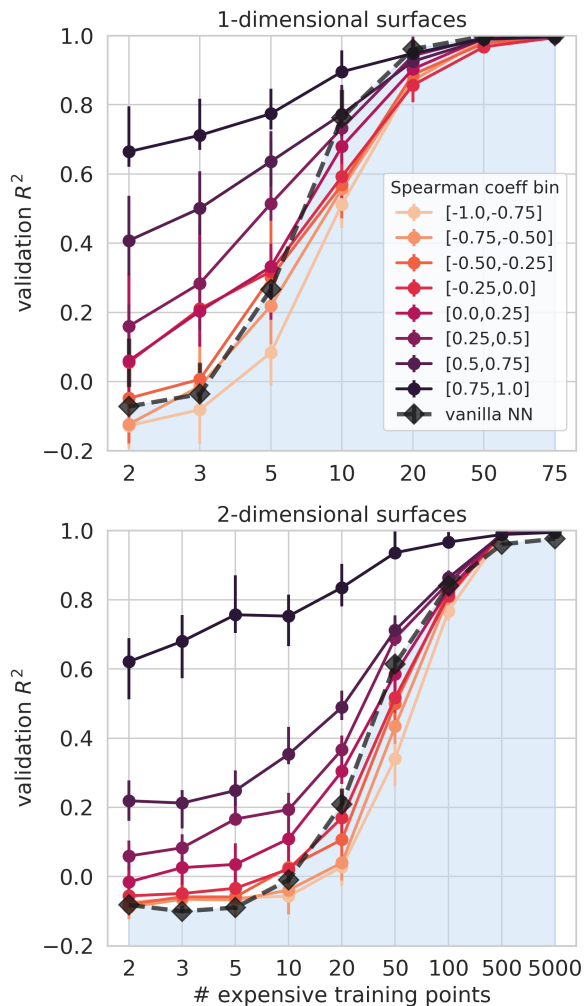 1-dimensional surfaces
validation R²
1.0
0.8
0.6
0.4
0.2
0.0
−0.2
Spearman coeff bin
[-1.0,-0.75]
[-0.75,-0.50]
[-0.50,-0.25]
[-0.25,0.0]
[0.0,0.25]
[0.25,0.5]
[0.5,0.75]
[0.75,1.0]
vanilla NN
2 3 5 10 20 50 75
2-dimensional surfaces
validation R²
1.0
0.8
0.6
0.4
0.2
0.0
−0.2
2 3 5 10 20 50 100 500 5000
# expensive training points